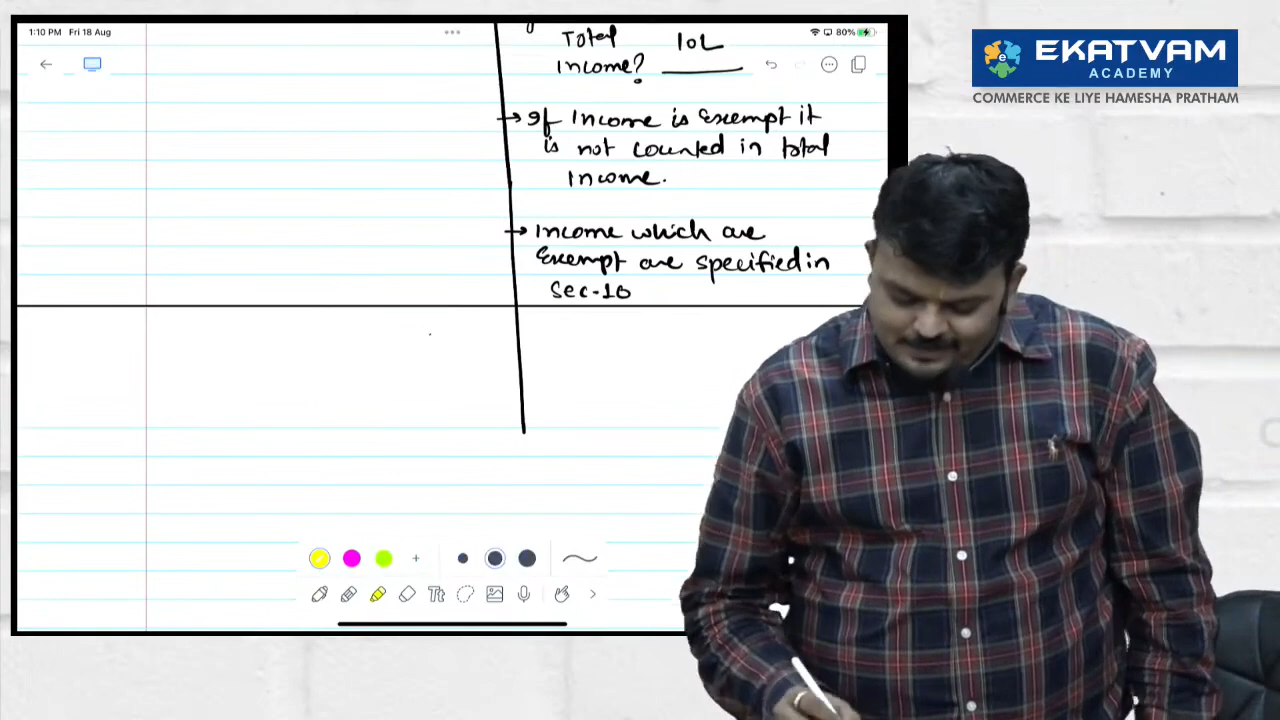 1:10 PM Fri 18 Aug
80%
EKATVAM
ACADEMY
COMMERCE KE LIYE HAMESHA PRATHAM
Total 10L
Income?
→ If Income is Exempt it
is not counted in total
Income.
→ Income which are
Exempt are specified in
Sec-10